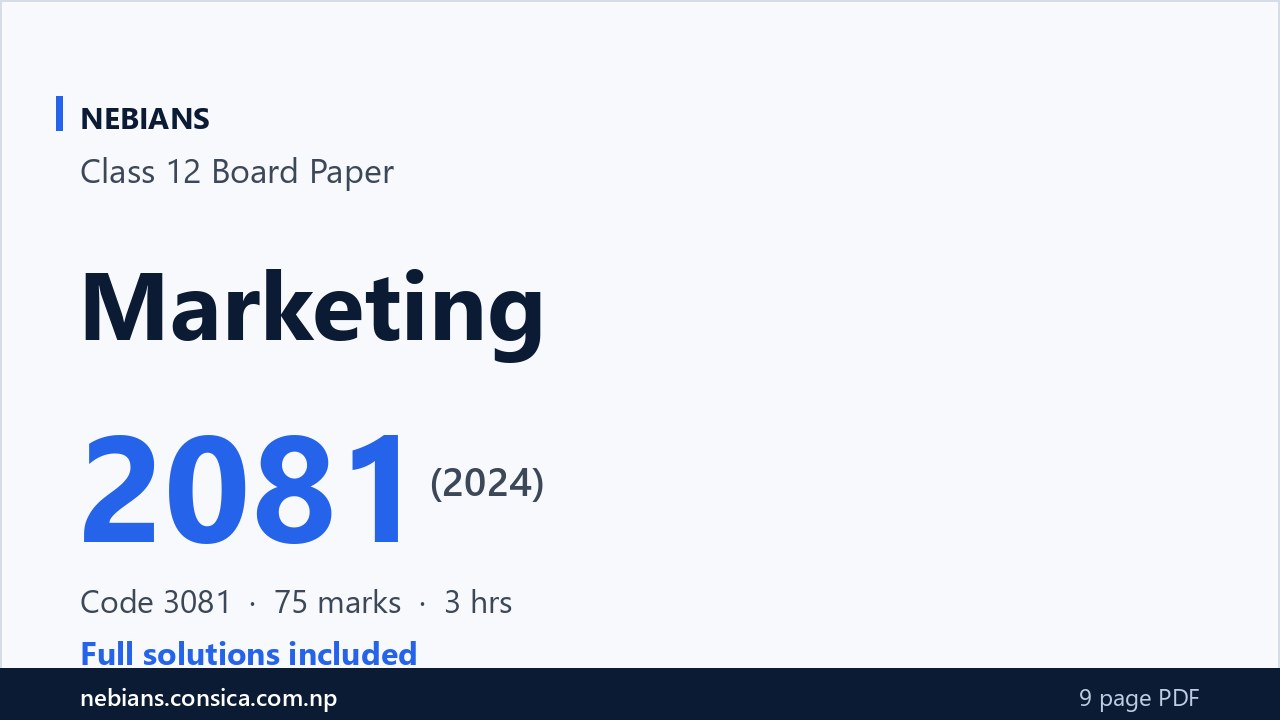 NEBIANS
Class 12 Board Paper
Marketing
2081 (2024)
Code 3081 · 75 marks · 3 hrs
Full solutions included
nebians.consica.com.np
9 page PDF